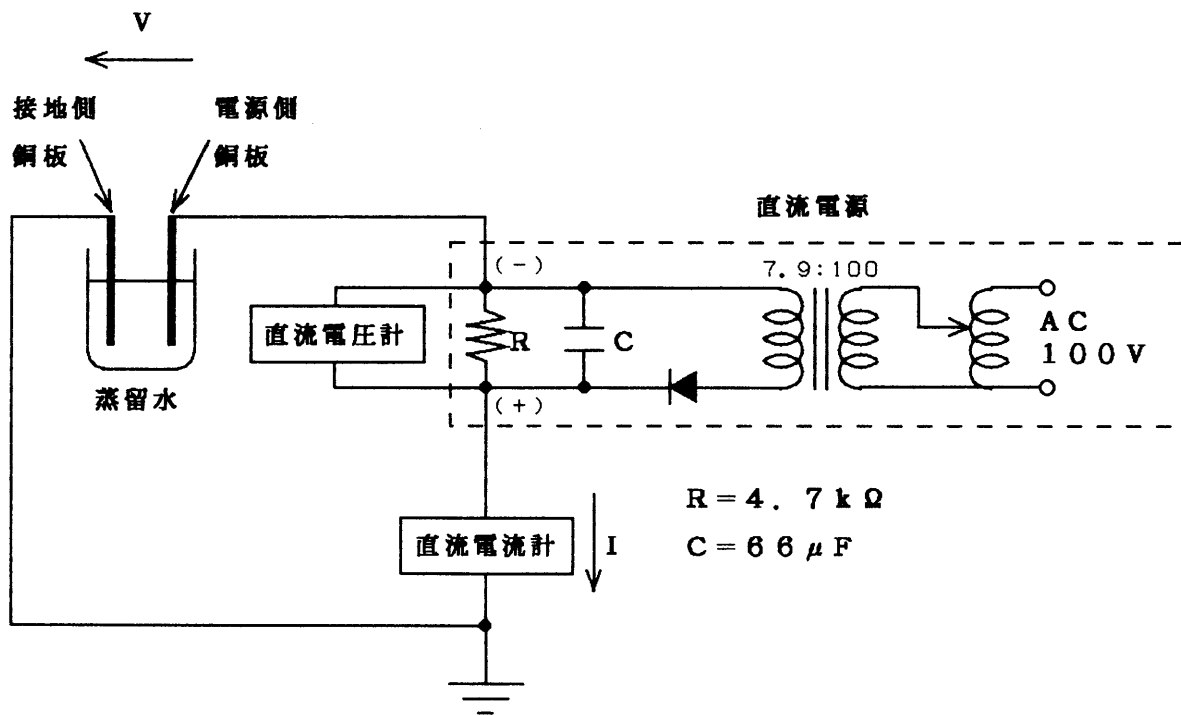 V
接地側
銅板
電源側
銅板
直流電源
(-)
7.9:100
直流電圧計
R
C
AC
100V
蒸留水
(+)
R=4.7kΩ
C=66μF
直流電流計
I